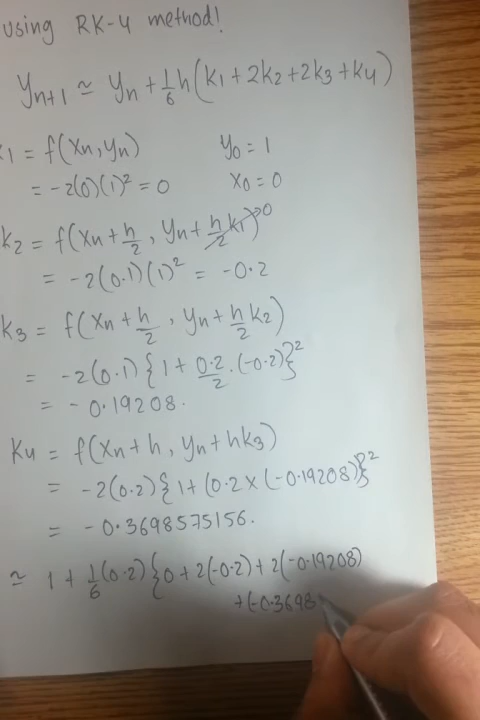 using RK-4 method!
yn+1 ≃ yn + 1/6 h(k1 + 2k2 + 2k3 + k4)
1 = f(xn, yn) y0 = 1
= -2(0)(1)² = 0 x0 = 0
k2 = f(xn + h/2, yn + h/2 k1) 0
= -2(0.1)(1)² = -0.2
k3 = f(xn + h/2, yn + h/2 k2)
= -2(0.1){1 + 0.2/2 . (-0.2)}²
= -0.19208.
K4 = f(xn + h, yn + hk3)
= -2(0.2){1 + (0.2 x (-0.19208)}²
= -0.3698575156.
≃ 1 + 1/6 (0.2){0 + 2(-0.2) + 2(-0.19208)
+(-0.3698